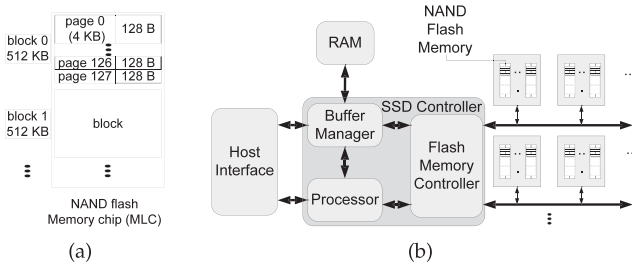 page 0
(4 KB)
128 B
block 0
512 KB
page 126
128 B
page 127
128 B
block 1
512 KB
block
NAND flash
Memory chip (MLC)
(a)
NAND
Flash
Memory
RAM
SSD Controller
Buffer
Manager
Host
Interface
Flash
Memory
Controller
Processor
(b)